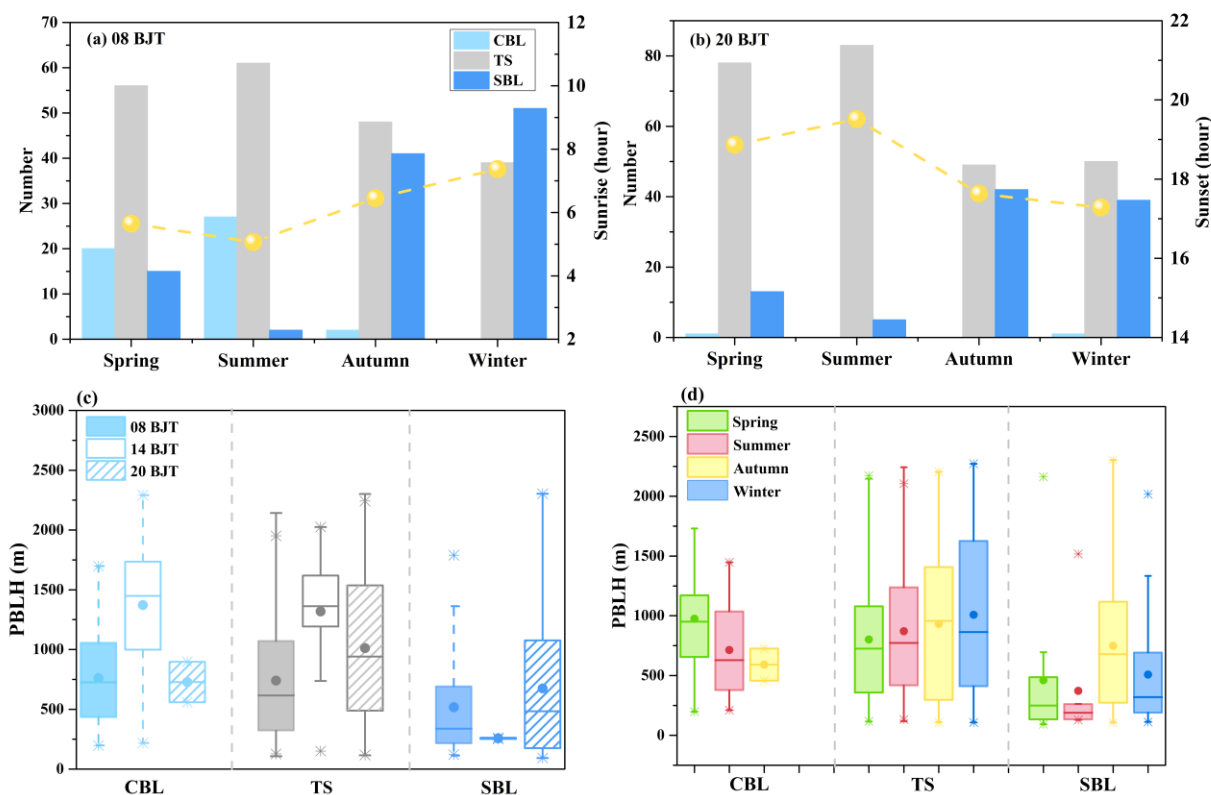 (a) 08 BJT
CBL
TS
SBL
70
60
50
40
30
20
10
0
Number
12
10
8
6
4
2
Sunrise (hour)
Spring Summer Autumn Winter
(b) 20 BJT
80
60
40
20
0
Number
22
20
18
16
14
Sunset (hour)
Spring Summer Autumn Winter
(c)
08 BJT
14 BJT
20 BJT
3000
2500
2000
1500
1000
500
0
PBLH (m)
CBL TS SBL
(d)
Spring
Summer
Autumn
Winter
2500
2000
1500
1000
500
0
PBLH (m)
CBL TS SBL